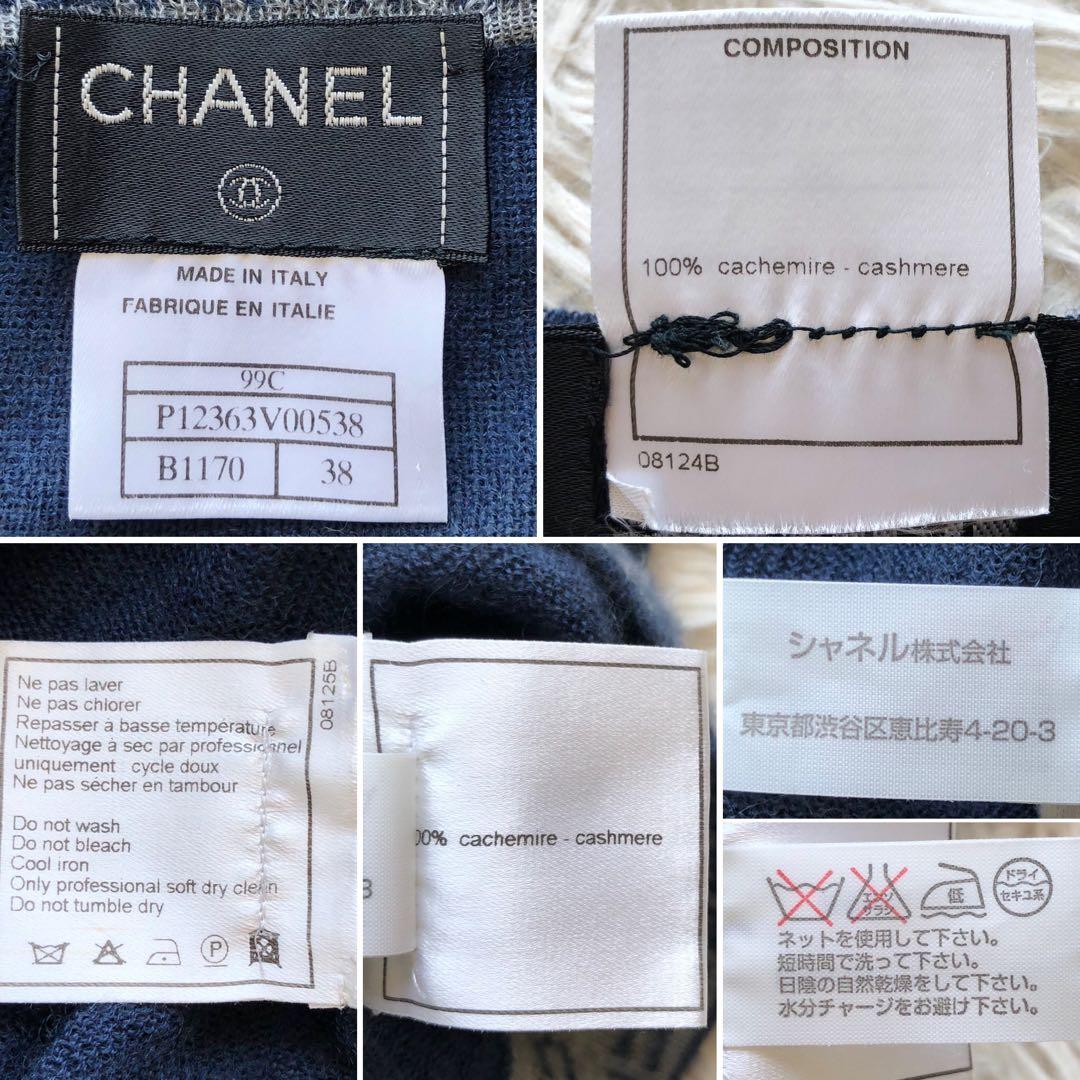 CHANEL
MADE IN ITALY
FABRIQUE EN ITALIE
99C
P12363V00538
B1170 38
COMPOSITION
100% cachemire - cashmere
08124B
Ne pas laver
Ne pas chlorer
Repasser à basse température
Nettoyage à sec par professionnel
uniquement cycle doux
Ne pas sécher en tambour
Do not wash
Do not bleach
Cool iron
Only professional soft dry clean
Do not tumble dry
P
08125B
00% cachemire - cashmere
シャネル株式会社
東京都渋谷区恵比寿4-20-3
エンソ
サラシ
低
ドライ
セキユ系
ネットを使用して下さい。
短時間で洗って下さい。
日陰の自然乾燥をして下さい。
水分チャージをお避け下さい。